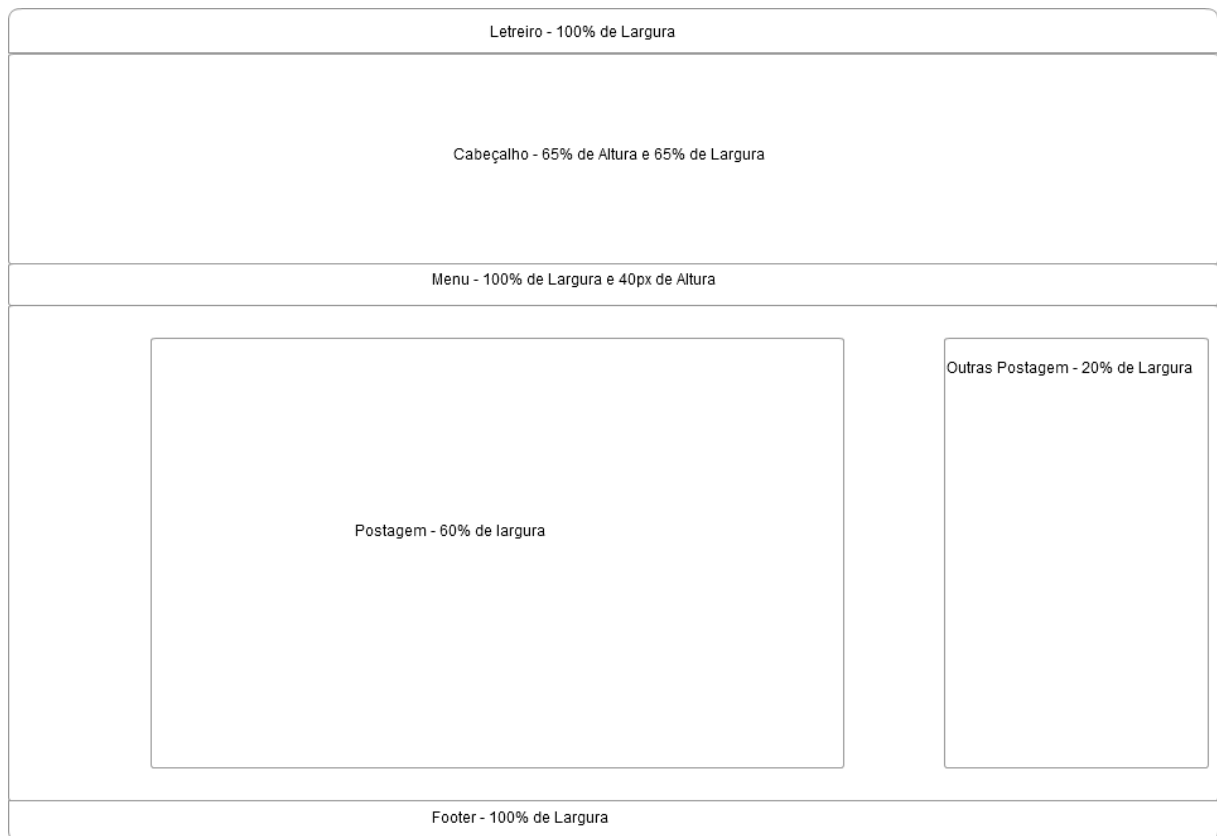 Letreiro - 100% de Largura
Cabeçalho - 65% de Altura e 65% de Largura
Menu - 100% de Largura e 40px de Altura
Outras Postagem - 20% de Largura
Postagem - 60% de largura
Footer - 100% de Largura